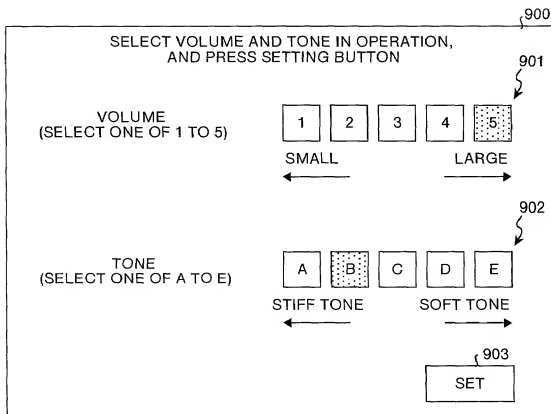 900
SELECT VOLUME AND TONE IN OPERATION,
AND PRESS SETTING BUTTON
901
VOLUME
(SELECT ONE OF 1 TO 5)
1 2 3 4 5
SMALL LARGE
902
TONE
(SELECT ONE OF A TO E)
A B C D E
STIFF TONE SOFT TONE
903
SET